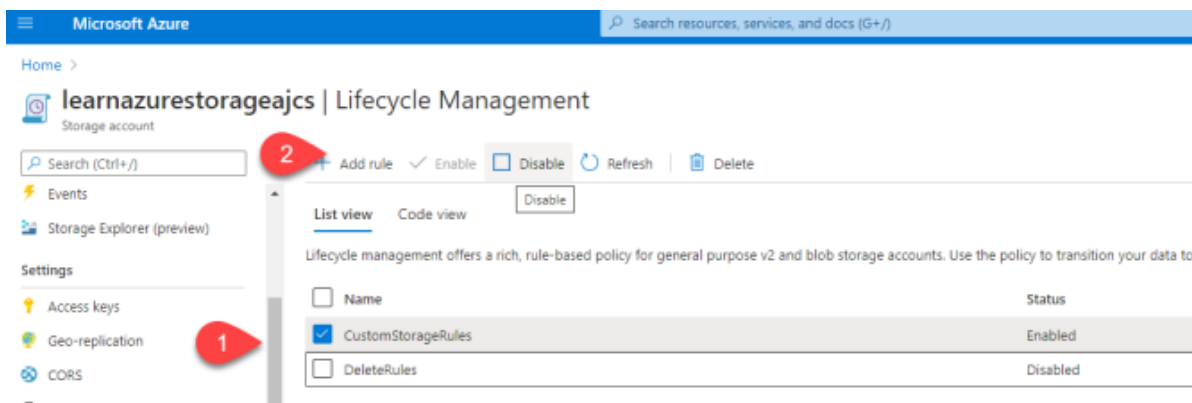 Microsoft Azure
Search resources, services, and docs (G+/)
Home >
learnazurestorageajcs | Lifecycle Management
Storage account
Search (Ctrl+/)
2
Add rule
Enable
Disable
Refresh
Delete
Disable
Events
Storage Explorer (preview)
List view
Code view
Lifecycle management offers a rich, rule-based policy for general purpose v2 and blob storage accounts. Use the policy to transition your data to
Settings
Access keys
Geo-replication
CORS
1
Name
Status
CustomStorageRules
Enabled
DeleteRules
Disabled